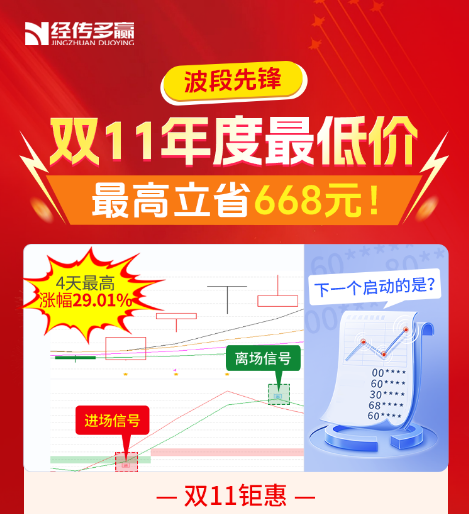 经传多赢
JINGZHUAN DUOYING
波段先锋
双11年度最低价
最高立省668元！
4天最高
涨幅29.01%
离场信号
进场信号
下一个启动的是？
00****
60****
30****
68****
60****
— 双11钜惠 —